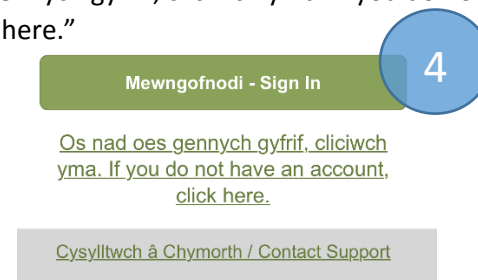 here.”
4
Mewngofnodi - Sign In
Os nad oes gennych gyfrif, cliciwch
yma. If you do not have an account,
click here.
Cysylltwch â Chymorth / Contact Support